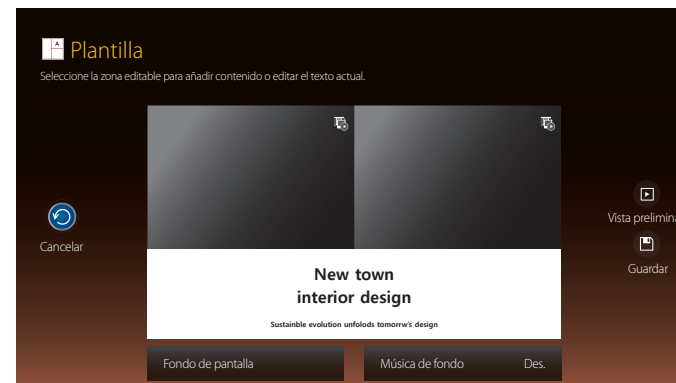 A
Plantilla
Seleccione la zona editable para añadir contenido o editar el texto actual.
Cancelar
Vista prelimina
Guardar
New town
interior design
Sustainble evolution unfolods tomorrw's design
Fondo de pantalla
Música de fondo Des.